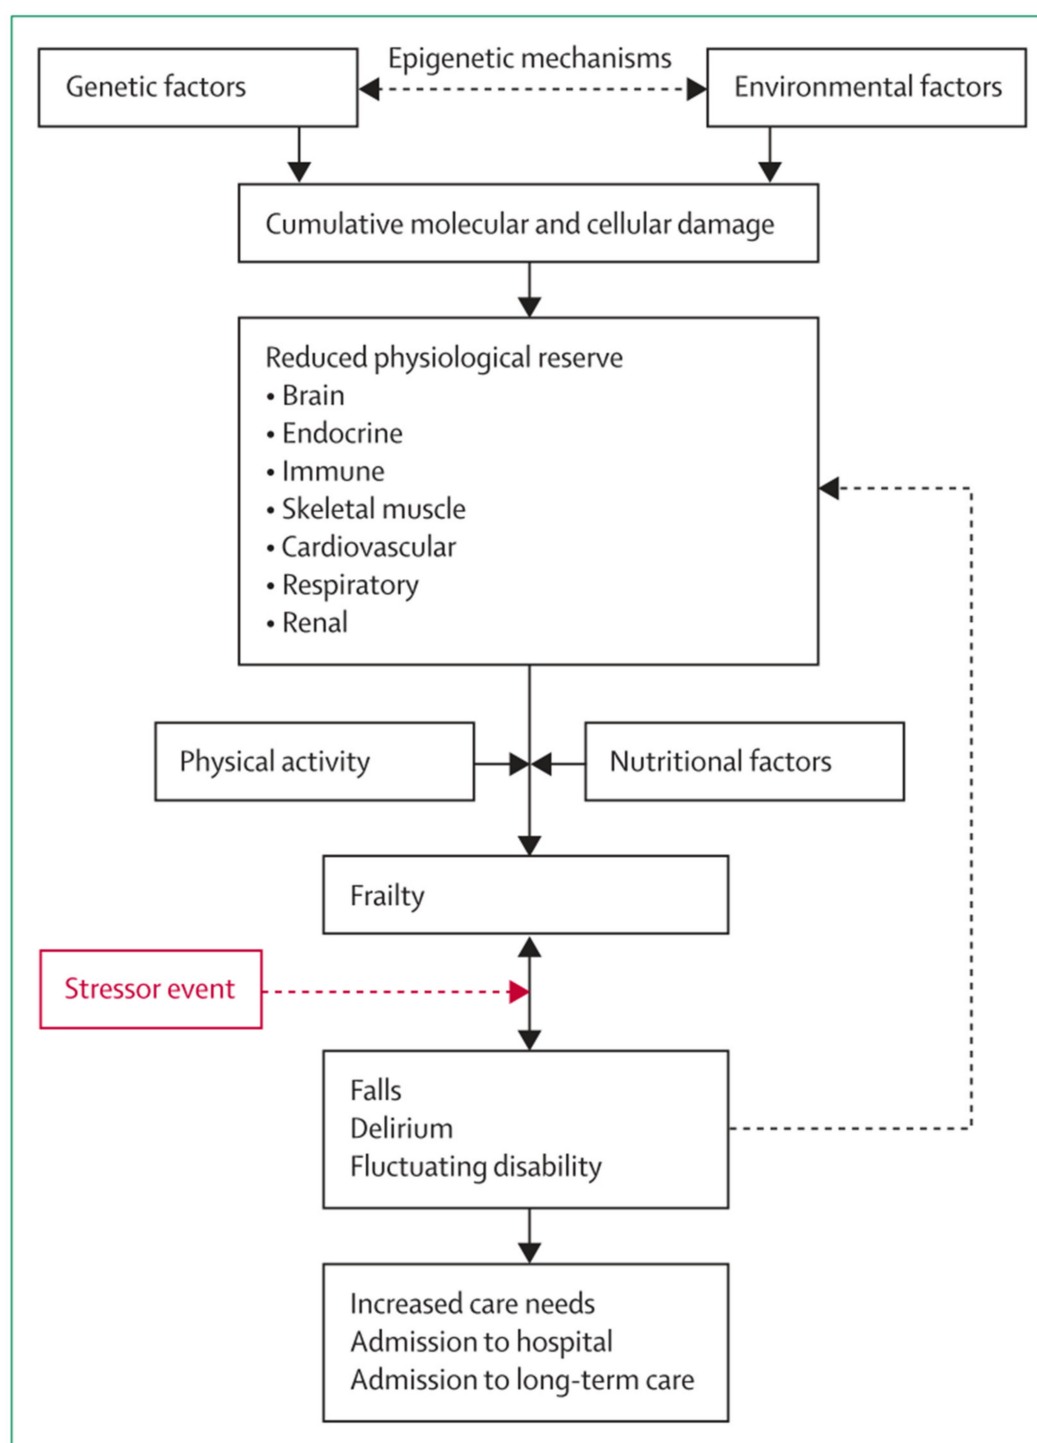 Epigenetic mechanisms
Genetic factors
Environmental factors
Cumulative molecular and cellular damage
Reduced physiological reserve
• Brain
• Endocrine
• Immune
• Skeletal muscle
• Cardiovascular
• Respiratory
• Renal
Physical activity
Nutritional factors
Frailty
Stressor event
Falls
Delirium
Fluctuating disability
Increased care needs
Admission to hospital
Admission to long-term care